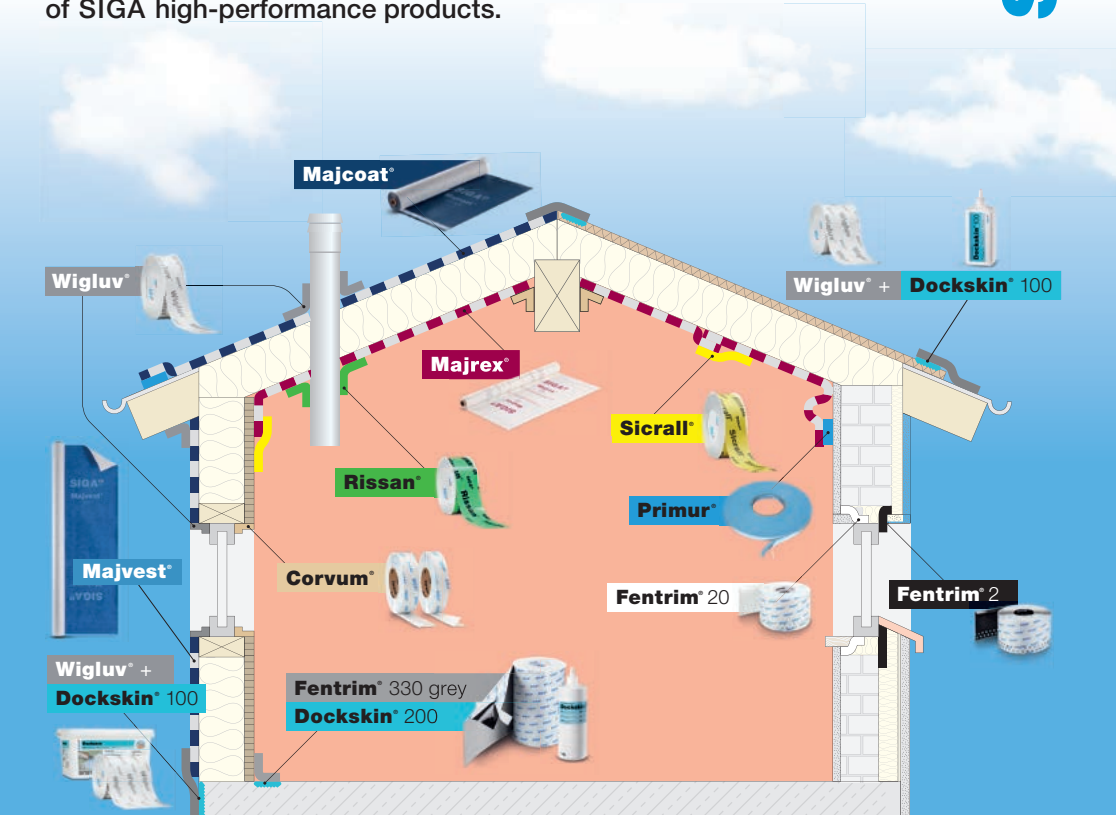 of SIGA high-performance products.
Majcoat®
Wigluv®
Wigluv® + Dockskin® 100
Majrex®
Sicrall®
Rissan®
Primur®
Majvest®
Corvum®
Fentrim® 20
Fentrim® 2
Wigluv® +
Dockskin® 100
Fentrim® 330 grey
Dockskin® 200